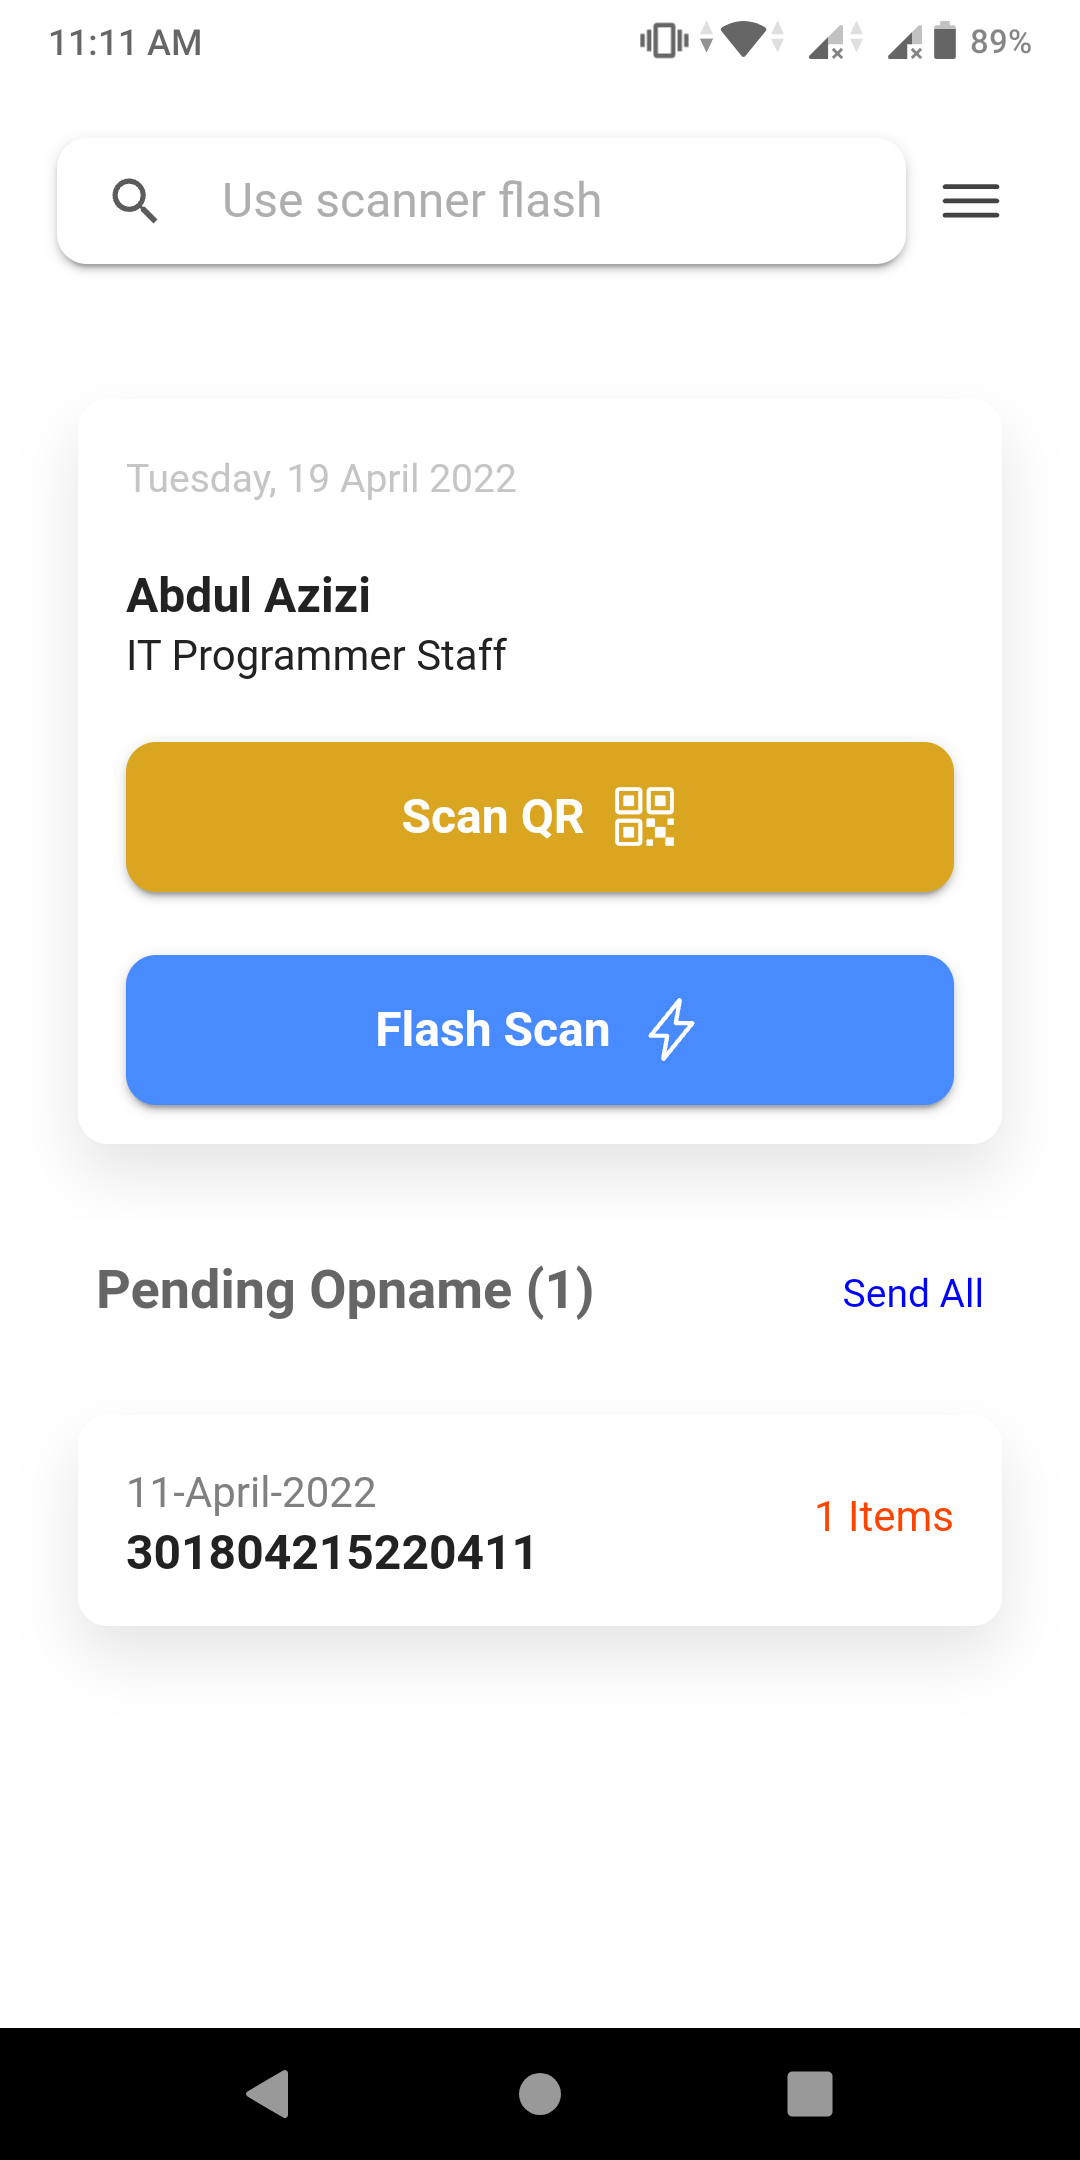 11:11 AM 89%
Use scanner flash
Tuesday, 19 April 2022
Abdul Azizi
IT Programmer Staff
Scan QR
Flash Scan
Pending Opname (1) Send All
11-April-2022
301804215220411
1 Items